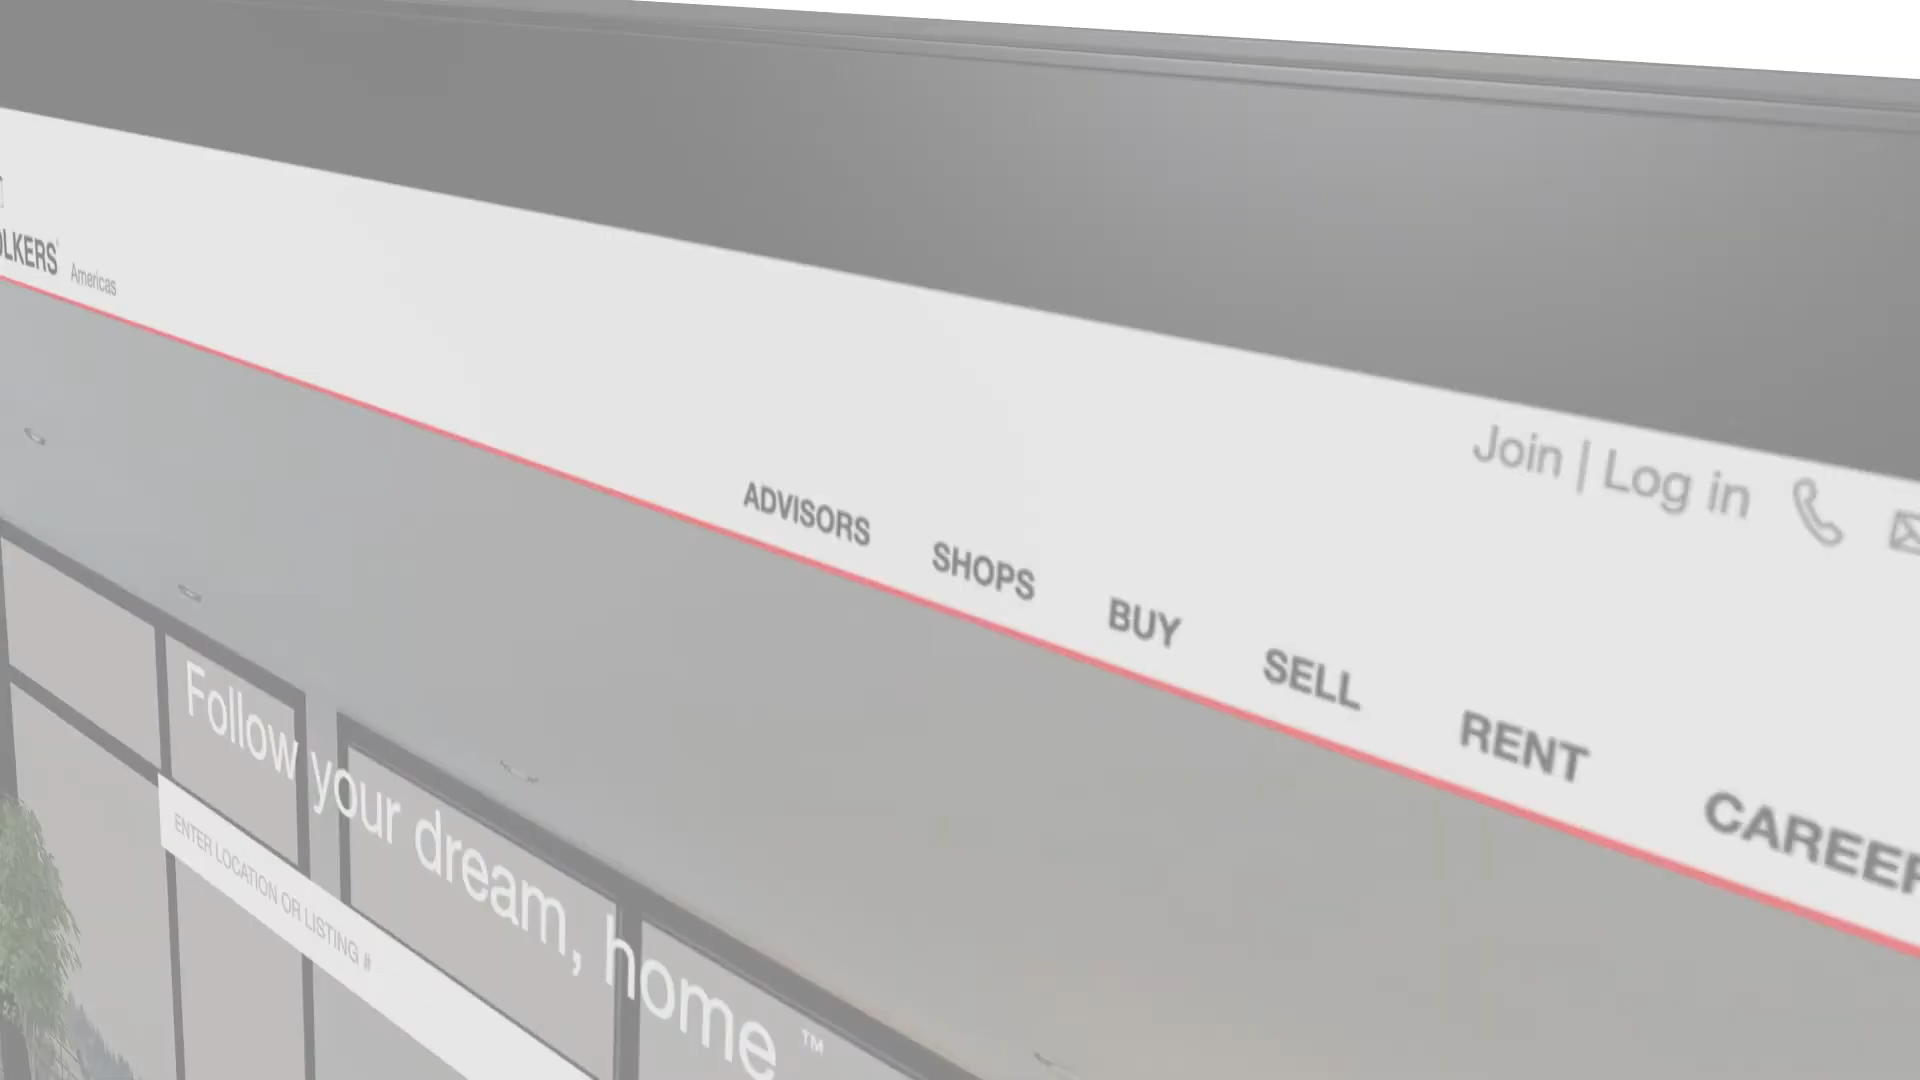 OLKERS
Americas
Join | Log in
ADVISORS SHOPS BUY SELL RENT CAREER
Follow your dream, home ™
ENTER LOCATION OR LISTING #